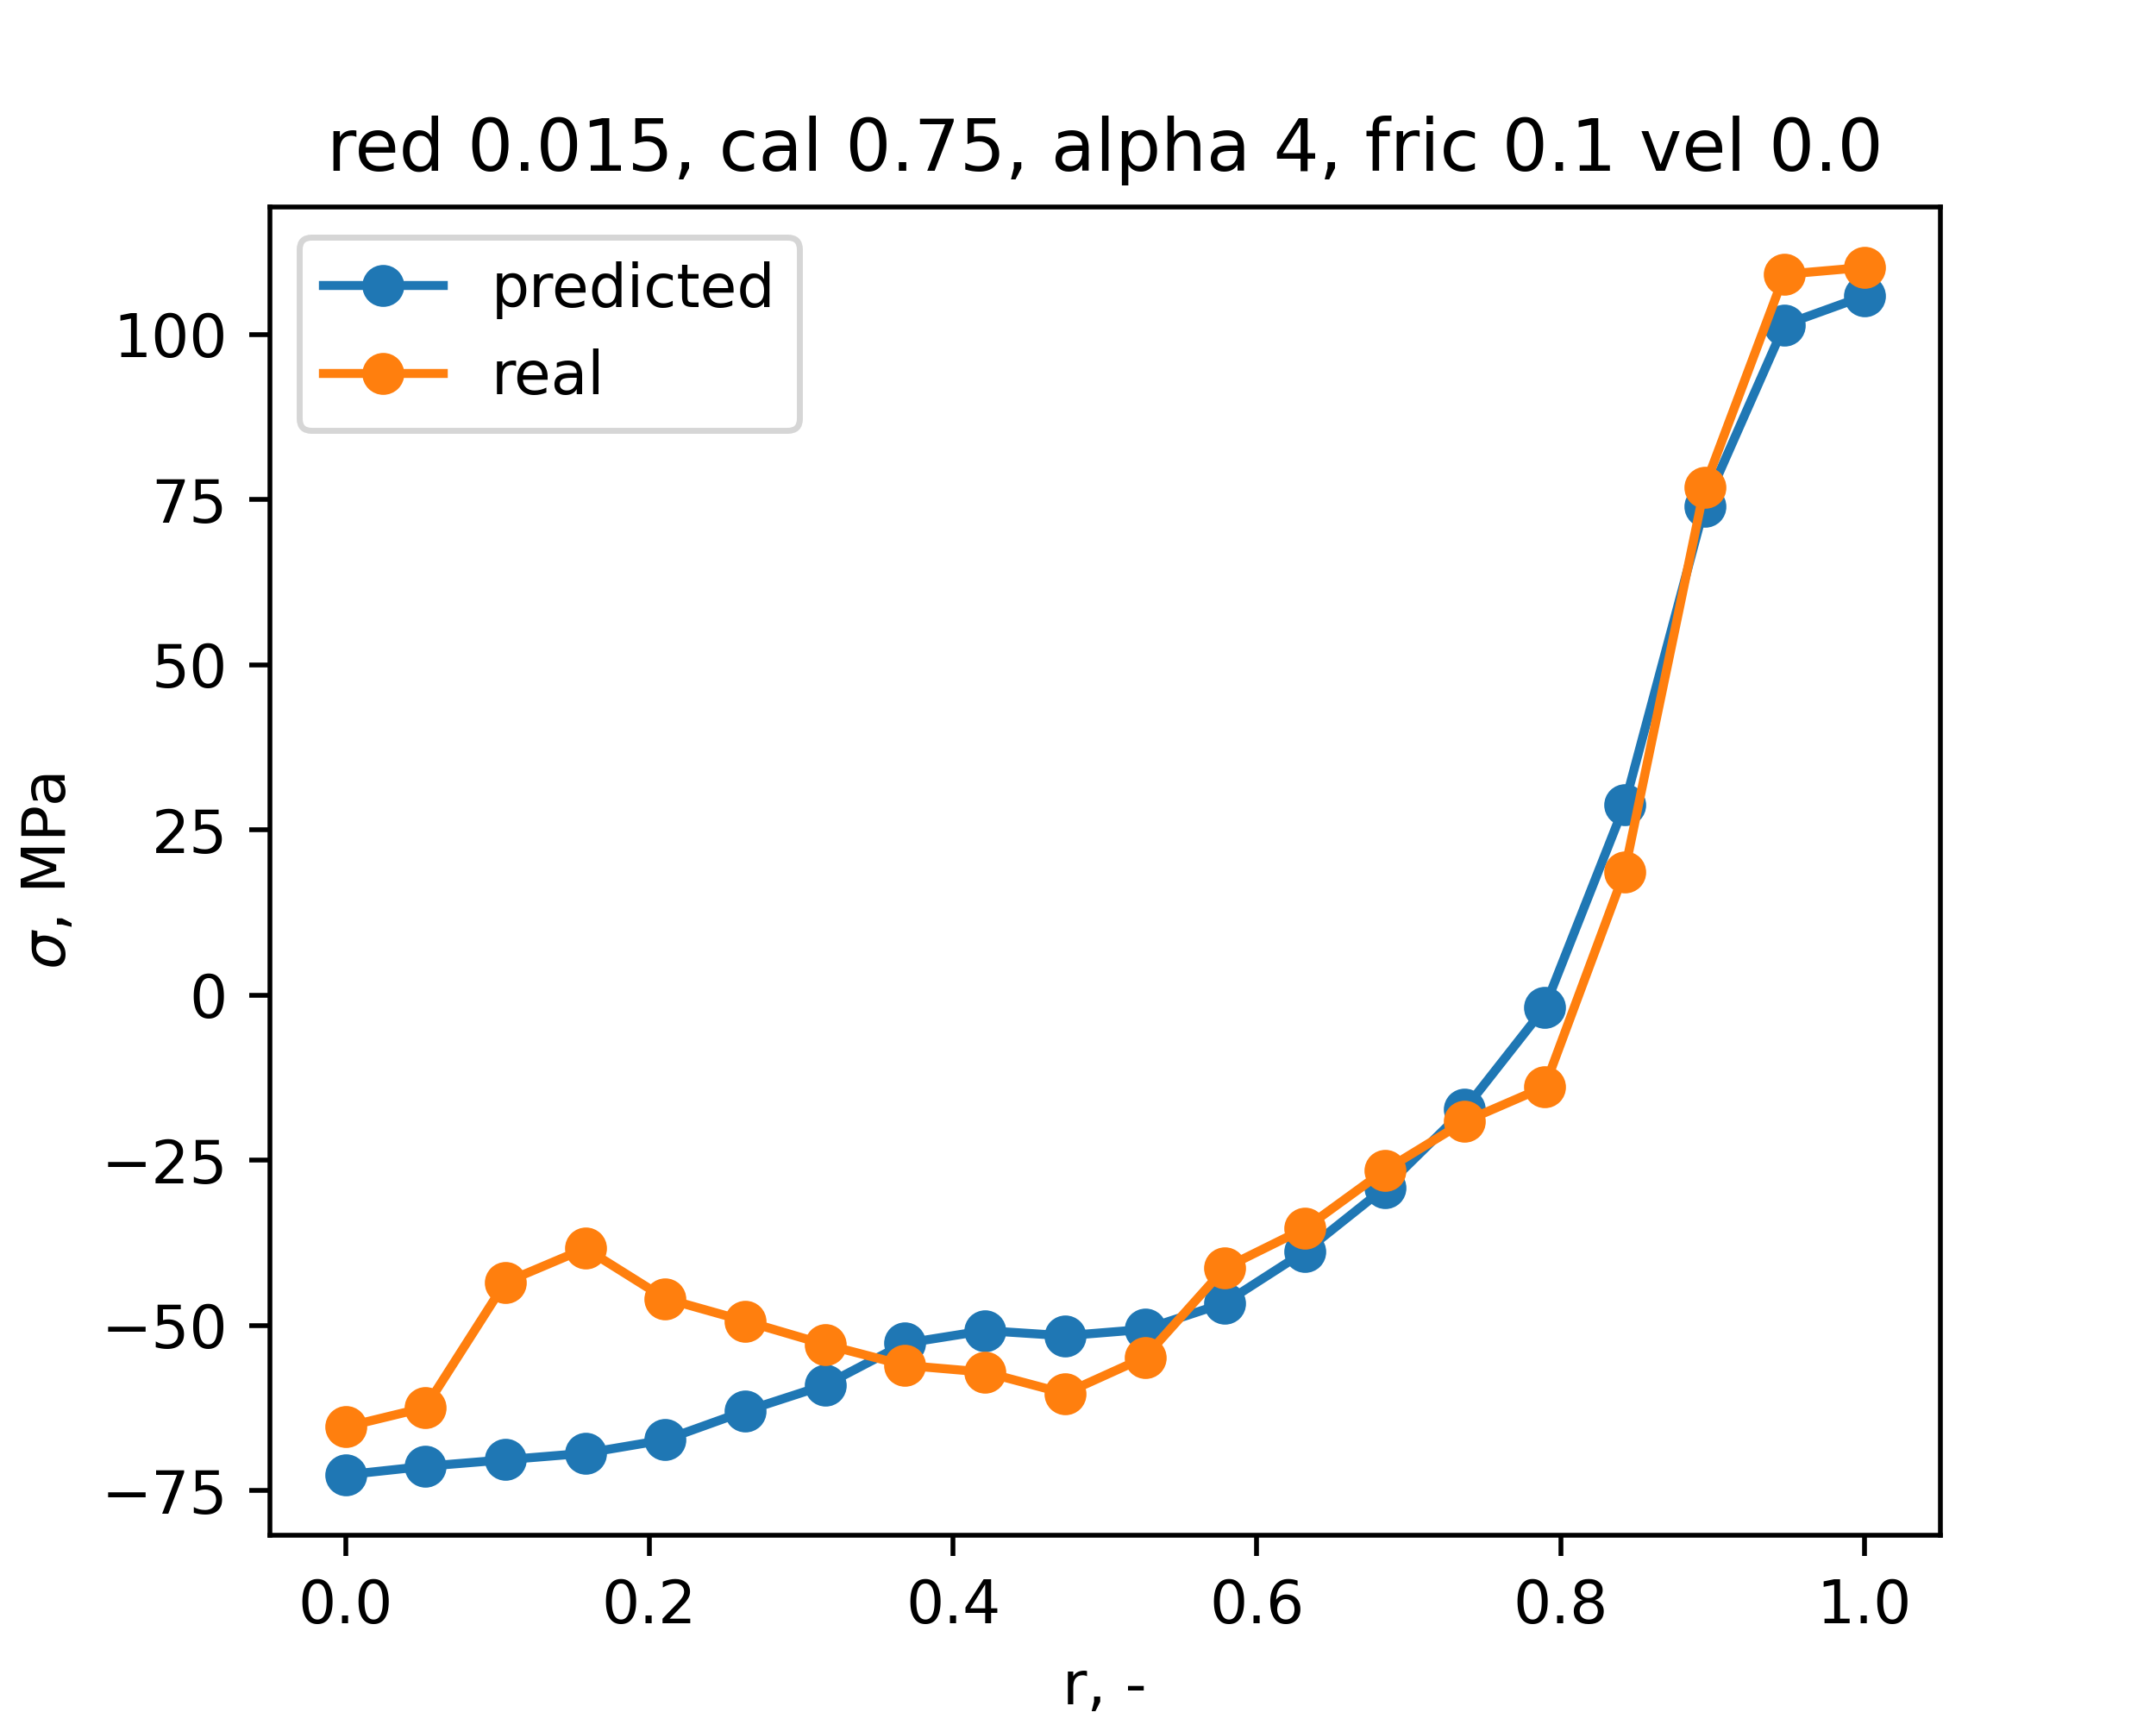 red 0.015, cal 0.75, alpha 4, fric 0.1 vel 0.0
predicted
real
100
75
50
25
0
−25
−50
−75
σ, MPa
0.0 0.2 0.4 0.6 0.8 1.0
r, -